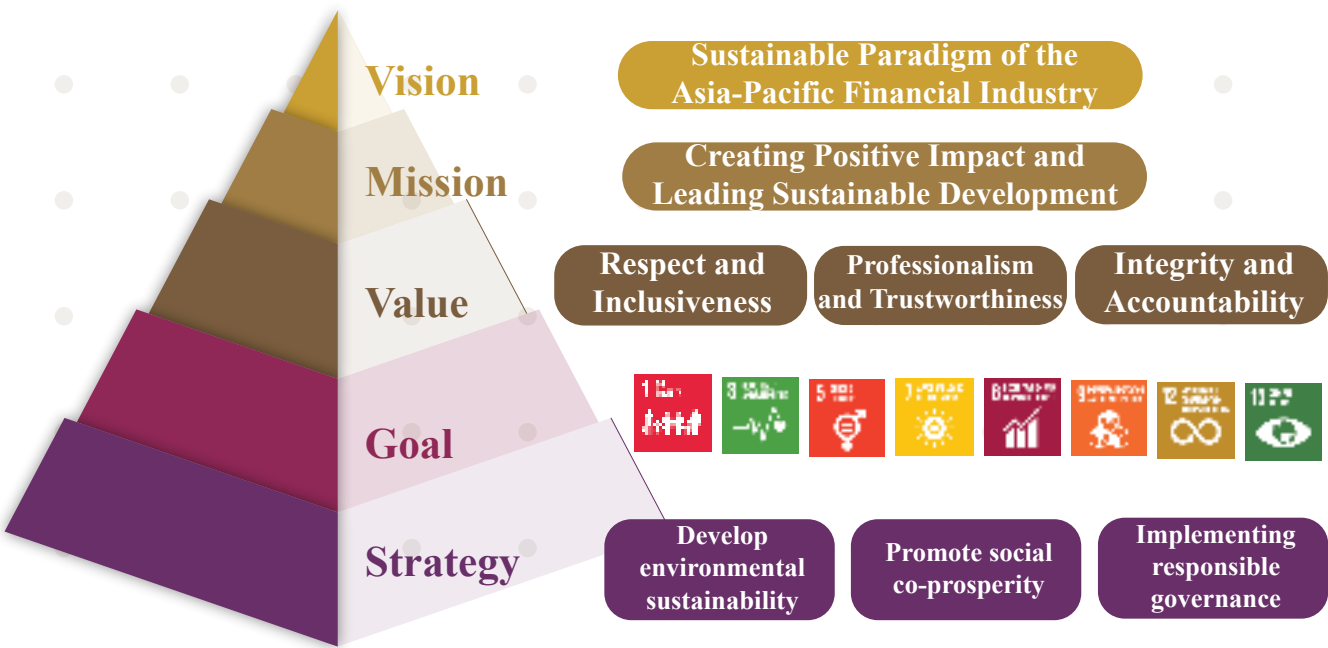 Vision
Sustainable Paradigm of the
Asia-Pacific Financial Industry
Mission
Creating Positive Impact and
Leading Sustainable Development
Value
Respect and
Inclusiveness
Professionalism
and Trustworthiness
Integrity and
Accountability
Goal
1
3
5
7
8
9
12
13
Strategy
Develop
environmental
sustainability
Promote social
co-prosperity
Implementing
responsible
governance